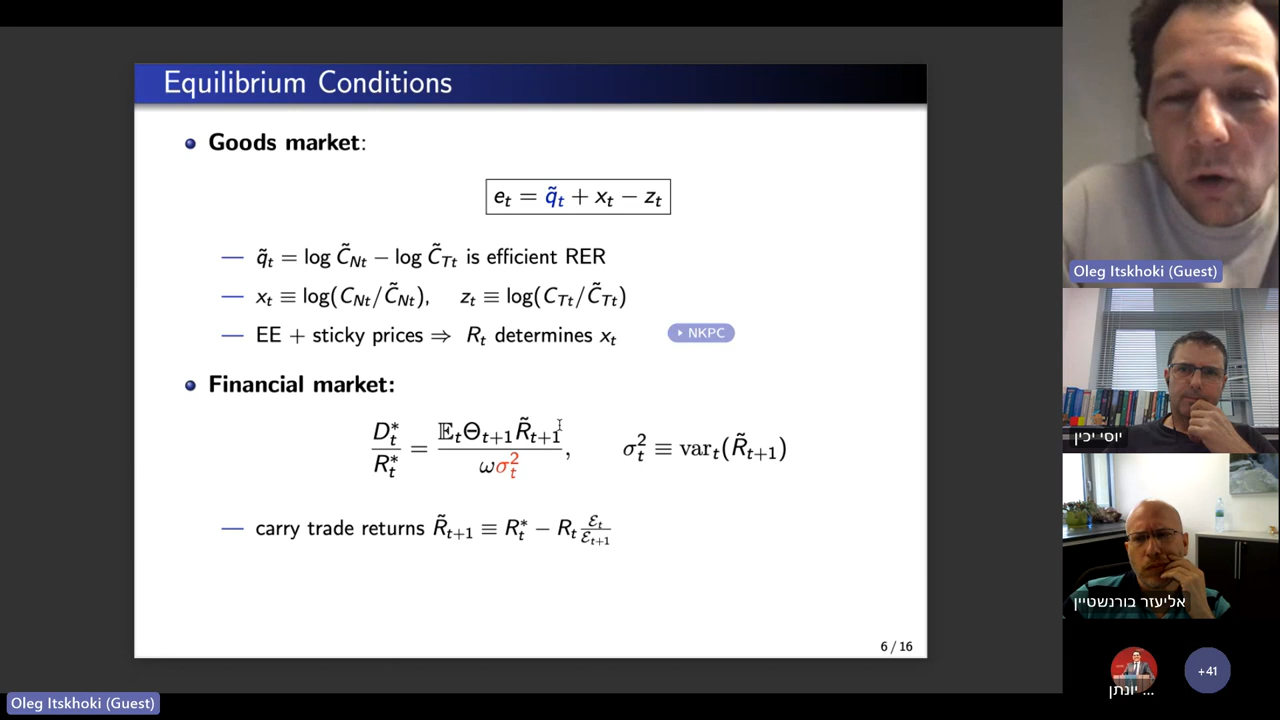 Equilibrium Conditions
Goods market:
e_t = q̃_t + x_t − z_t
— q̃_t = log C̃_Nt − log C̃_Tt is efficient RER
— x_t ≡ log(C_Nt/C̃_Nt), z_t ≡ log(C_Tt/C̃_Tt)
— EE + sticky prices ⇒ R_t determines x_t
NKPC
Financial market:
D*_t / R*_t = 𝔼_t Θ_{t+1} R̃_{t+1} / ωσ²_t, σ²_t ≡ var_t(R̃_{t+1})
— carry trade returns R̃_{t+1} ≡ R*_t − R_t ℰ_t/ℰ_{t+1}
6 / 16
Oleg Itskhoki (Guest)
Oleg Itskhoki (Guest)
יוסי יכין
אליעזר בורנשטיין
יונתן ...
+41